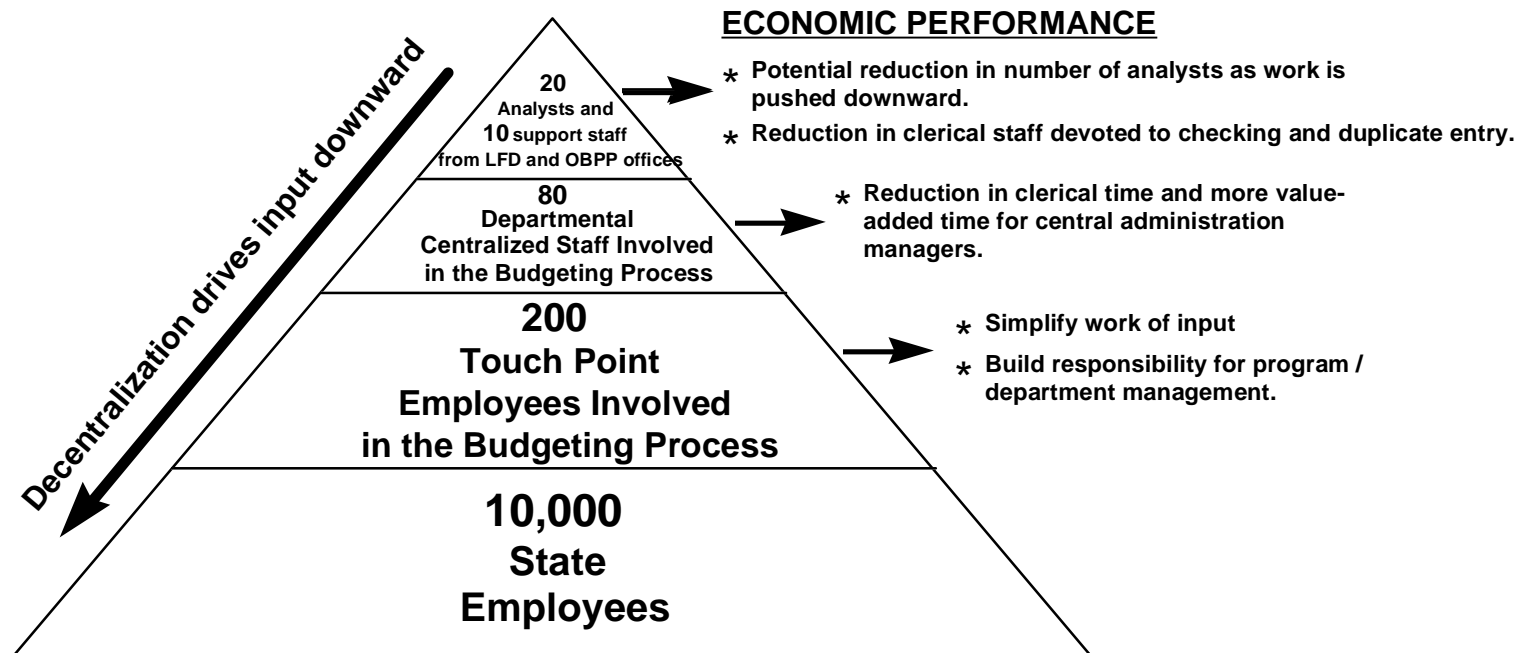 ECONOMIC PERFORMANCE
Decentralization drives input downward
20
Analysts and
10 support staff
from LFD and OBPP offices
* Potential reduction in number of analysts as work is
pushed downward.
* Reduction in clerical staff devoted to checking and duplicate entry.
80
Departmental
Centralized Staff Involved
in the Budgeting Process
* Reduction in clerical time and more value-
added time for central administration
managers.
200
Touch Point
Employees Involved
in the Budgeting Process
* Simplify work of input
* Build responsibility for program /
department management.
10,000
State
Employees